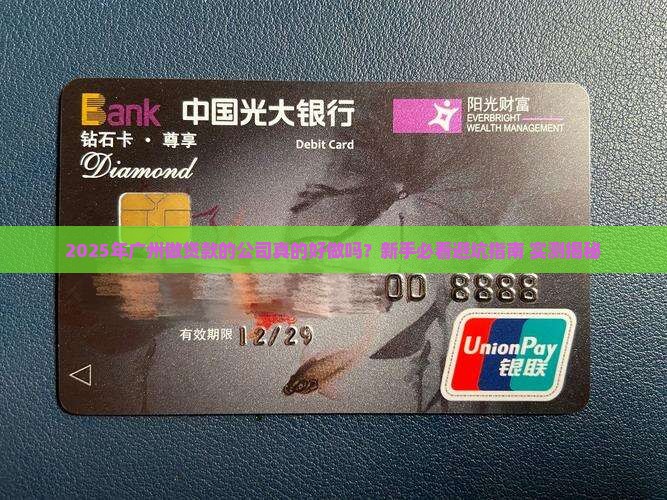 Bank 中国光大银行
阳光财富
EVERBRIGHT
WEALTH MANAGEMENT
Debit Card
钻石卡·尊享
Diamond
2025年广州做贷款的公司真的好做吗？新手必看避坑指南 实测揭秘
00 8888
有效期限 12/29
UnionPay
银联